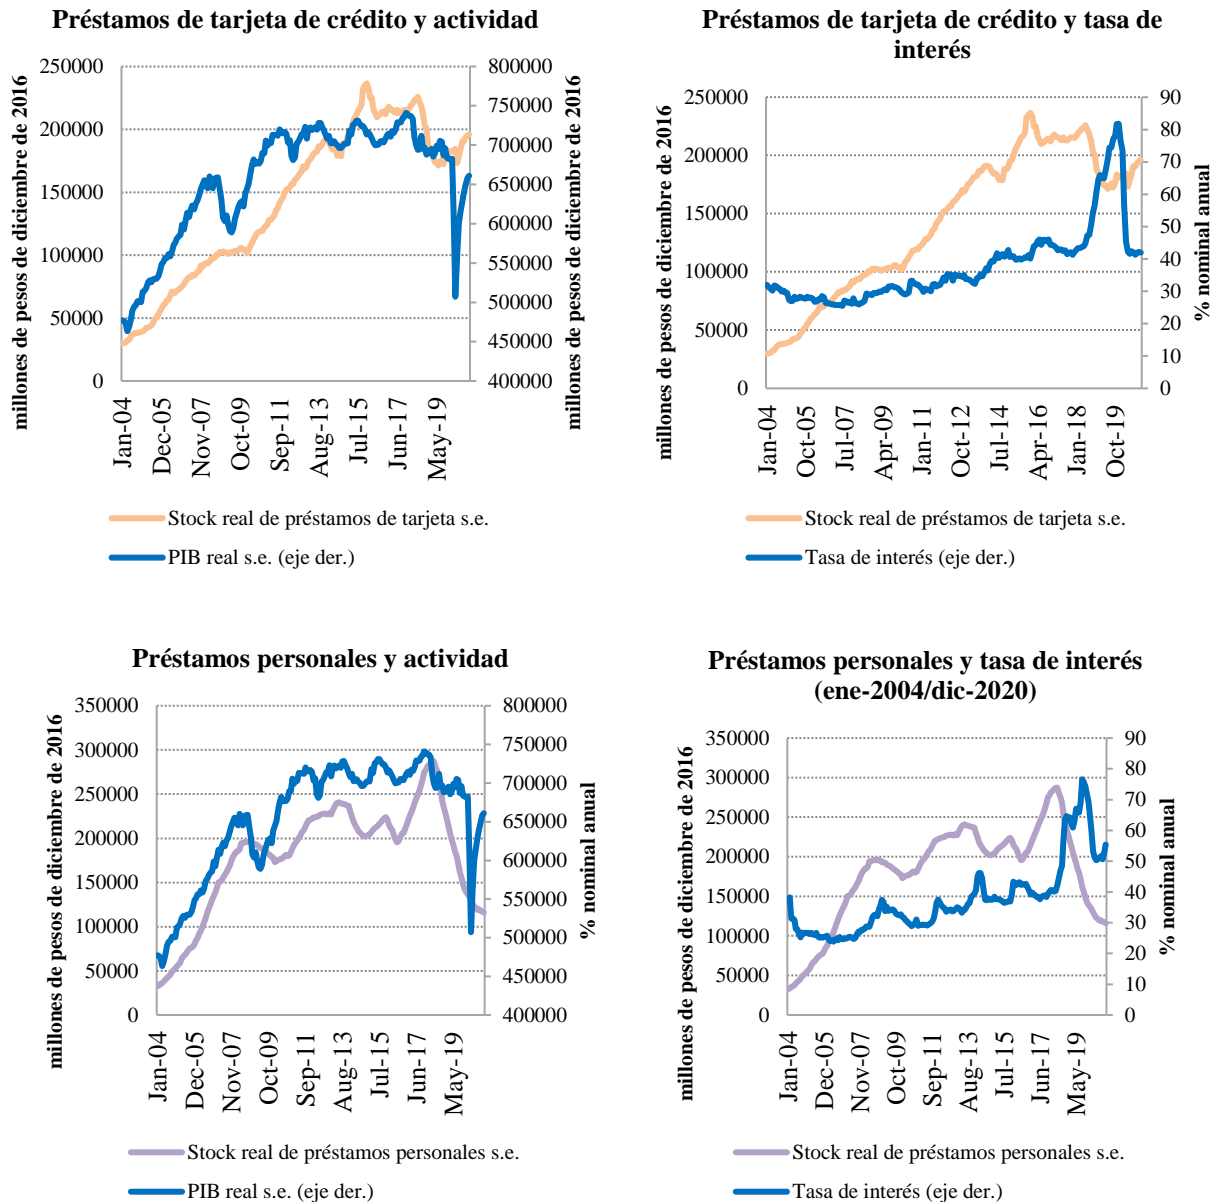 Préstamos de tarjeta de crédito y actividad
millones de pesos de diciembre de 2016
250000
200000
150000
100000
50000
0
800000
750000
700000
650000
600000
550000
500000
450000
400000
millones de pesos de diciembre de 2016
Jan-04
Dec-05
Nov-07
Oct-09
Sep-11
Aug-13
Jul-15
Jun-17
May-19
Stock real de préstamos de tarjeta s.e.
PIB real s.e. (eje der.)
Préstamos de tarjeta de crédito y tasa de
interés
millones de pesos de diciembre de 2016
250000
200000
150000
100000
50000
0
90
80
70
60
50
40
30
20
10
0
% nominal anual
Jan-04
Oct-05
Jul-07
Apr-09
Jan-11
Oct-12
Jul-14
Apr-16
Jan-18
Oct-19
Stock real de préstamos de tarjeta s.e.
Tasa de interés (eje der.)
Préstamos personales y actividad
millones de pesos de diciembre de 2016
350000
300000
250000
200000
150000
100000
50000
0
800000
750000
700000
650000
600000
550000
500000
450000
400000
% nominal anual
Jan-04
Dec-05
Nov-07
Oct-09
Sep-11
Aug-13
Jul-15
Jun-17
May-19
Stock real de préstamos personales s.e.
PIB real s.e. (eje der.)
Préstamos personales y tasa de interés
(ene-2004/dic-2020)
millones de pesos de diciembre de 2016
350000
300000
250000
200000
150000
100000
50000
0
90
80
70
60
50
40
30
20
10
0
% nominal anual
Jan-04
Dec-05
Nov-07
Oct-09
Sep-11
Aug-13
Jul-15
Jun-17
May-19
Stock real de préstamos personales s.e.
Tasa de interés (eje der.)